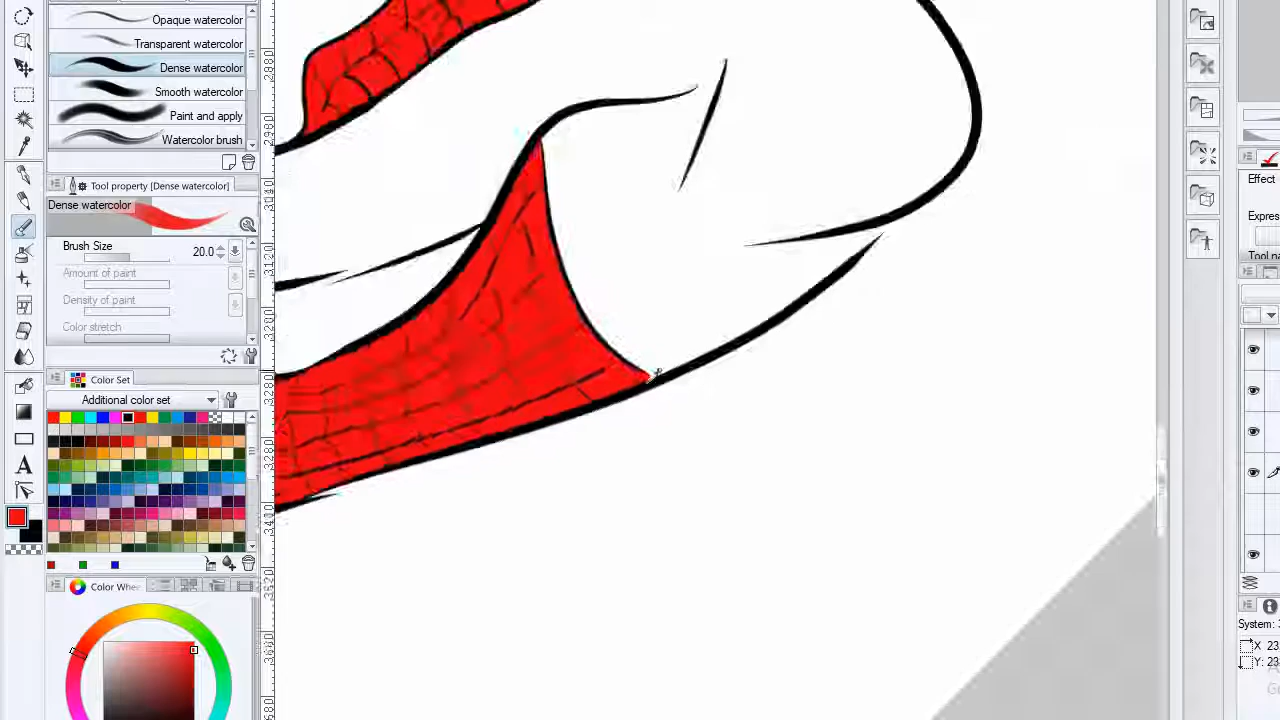 Opaque watercolor
Transparent watercolor
Dense watercolor
Smooth watercolor
Paint and apply
Watercolor brush
Tool property [Dense watercolor]
Dense watercolor
Brush Size 20.0
Amount of paint
Density of paint
Color stretch
Color Set
Additional color set
Color Whe
A
Effect
Expres
Tool n
System:
X 23
Y: 23